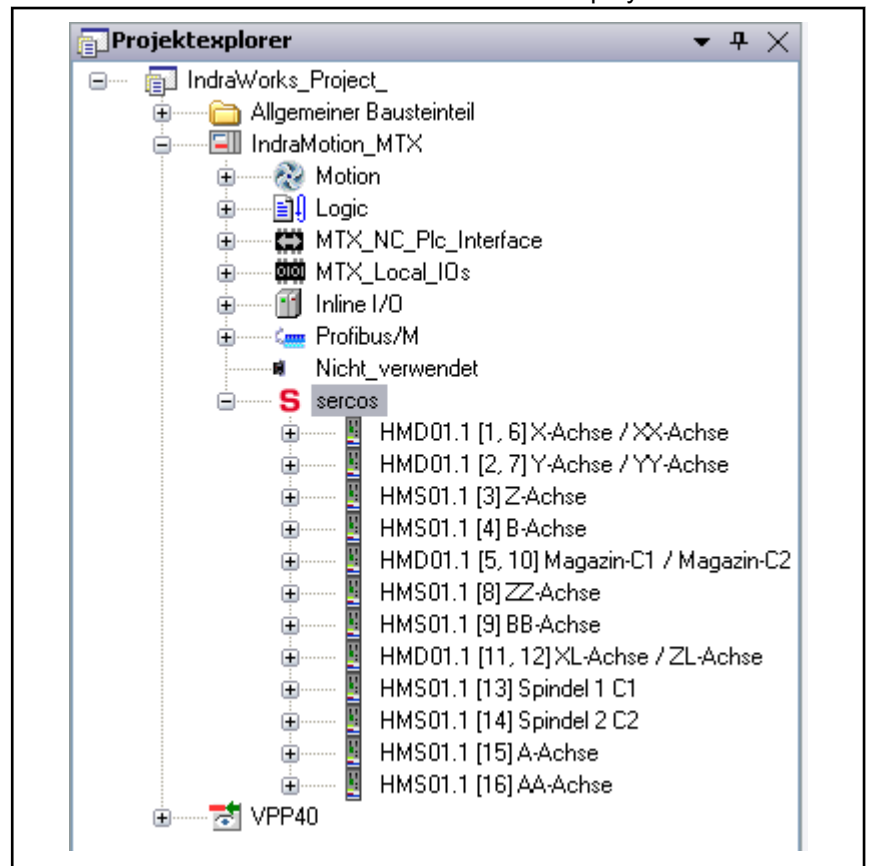 Projektexplorer
IndraWorks_Project_
Allgemeiner Bausteinteil
IndraMotion_MTX
Motion
Logic
MTX_NC_Plc_Interface
MTX_Local_IOs
Inline I/O
Profibus/M
Nicht_verwendet
S sercos
HMD01.1 [1, 6] X-Achse / XX-Achse
HMD01.1 [2, 7] Y-Achse / YY-Achse
HMS01.1 [3] Z-Achse
HMS01.1 [4] B-Achse
HMD01.1 [5, 10] Magazin-C1 / Magazin-C2
HMS01.1 [8] ZZ-Achse
HMS01.1 [9] BB-Achse
HMD01.1 [11, 12] XL-Achse / ZL-Achse
HMS01.1 [13] Spindel 1 C1
HMS01.1 [14] Spindel 2 C2
HMS01.1 [15] A-Achse
HMS01.1 [16] AA-Achse
VPP40